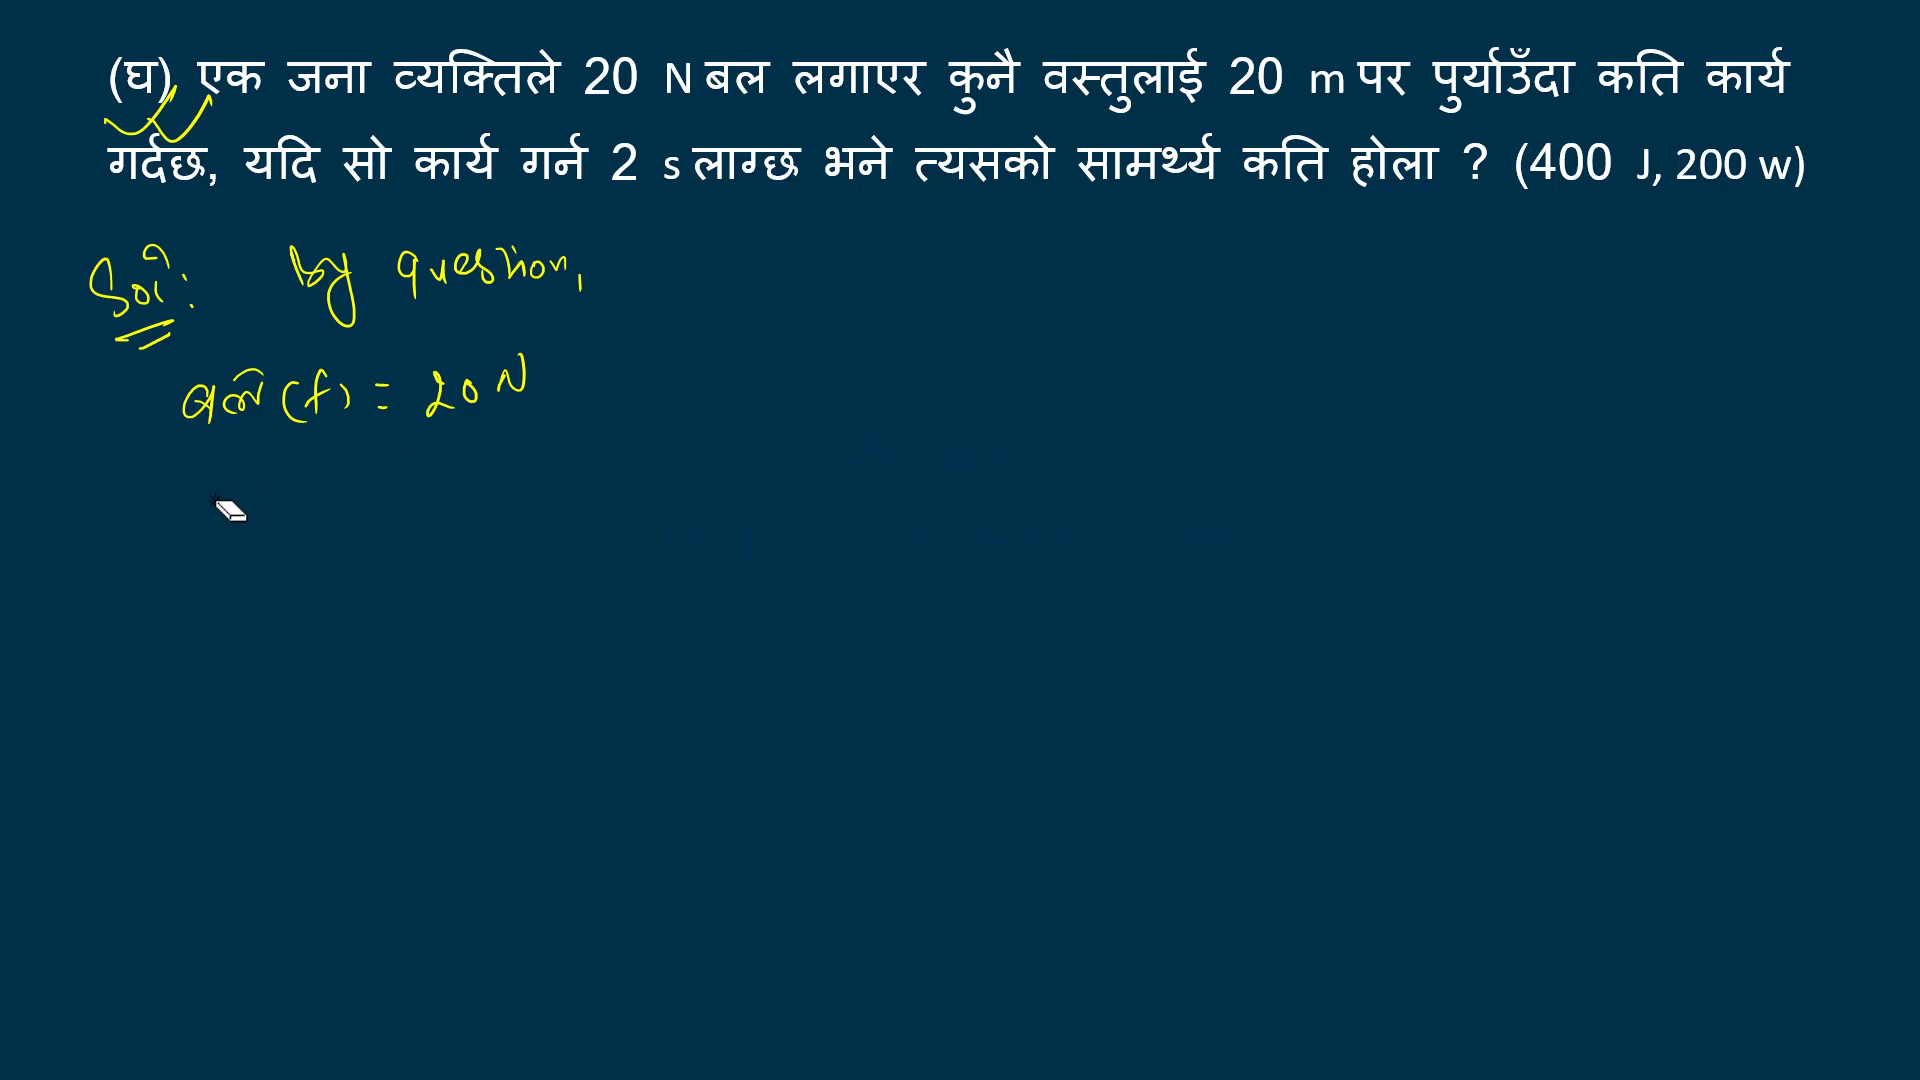 (घ) एक जना व्यक्तिले 20 N बल लगाएर कुनै वस्तुलाई 20 m पर पुर्याउँदा कति कार्य
गर्दछ, यदि सो कार्य गर्न 2 s लाग्छ भने त्यसको सामर्थ्य कति होला ? (400 J, 200 w)
Solⁿ: by question,
बल (f) = 20 N